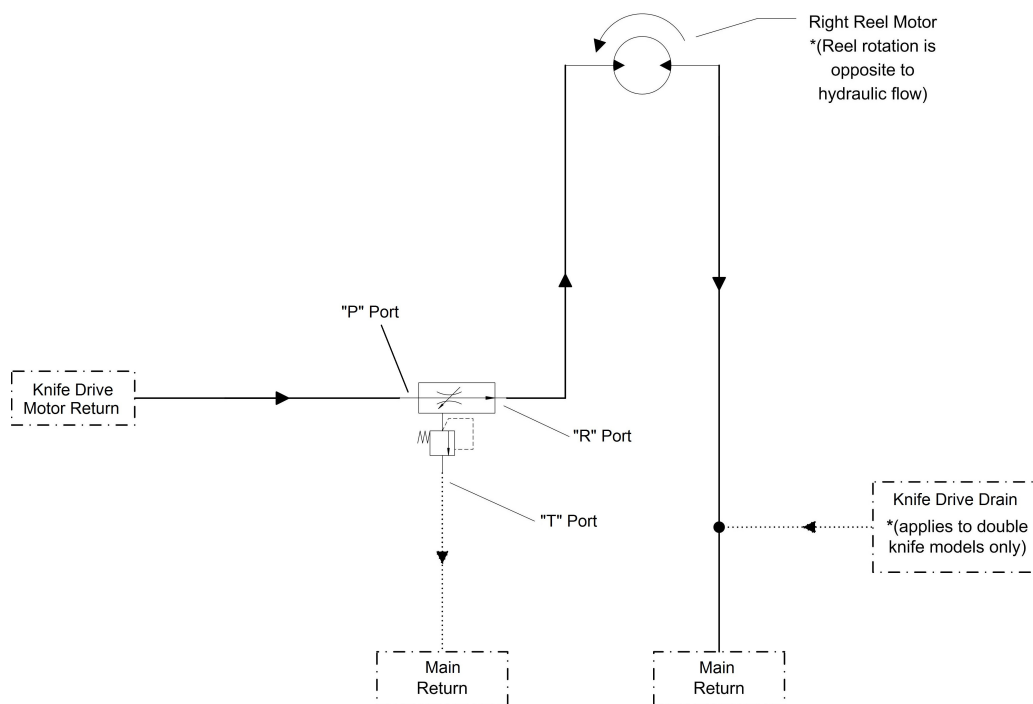 Right Reel Motor
*(Reel rotation is
opposite to
hydraulic flow)
"P" Port
Knife Drive
Motor Return
"R" Port
"T" Port
Knife Drive Drain
*(applies to double
knife models only)
Main
Return
Main
Return